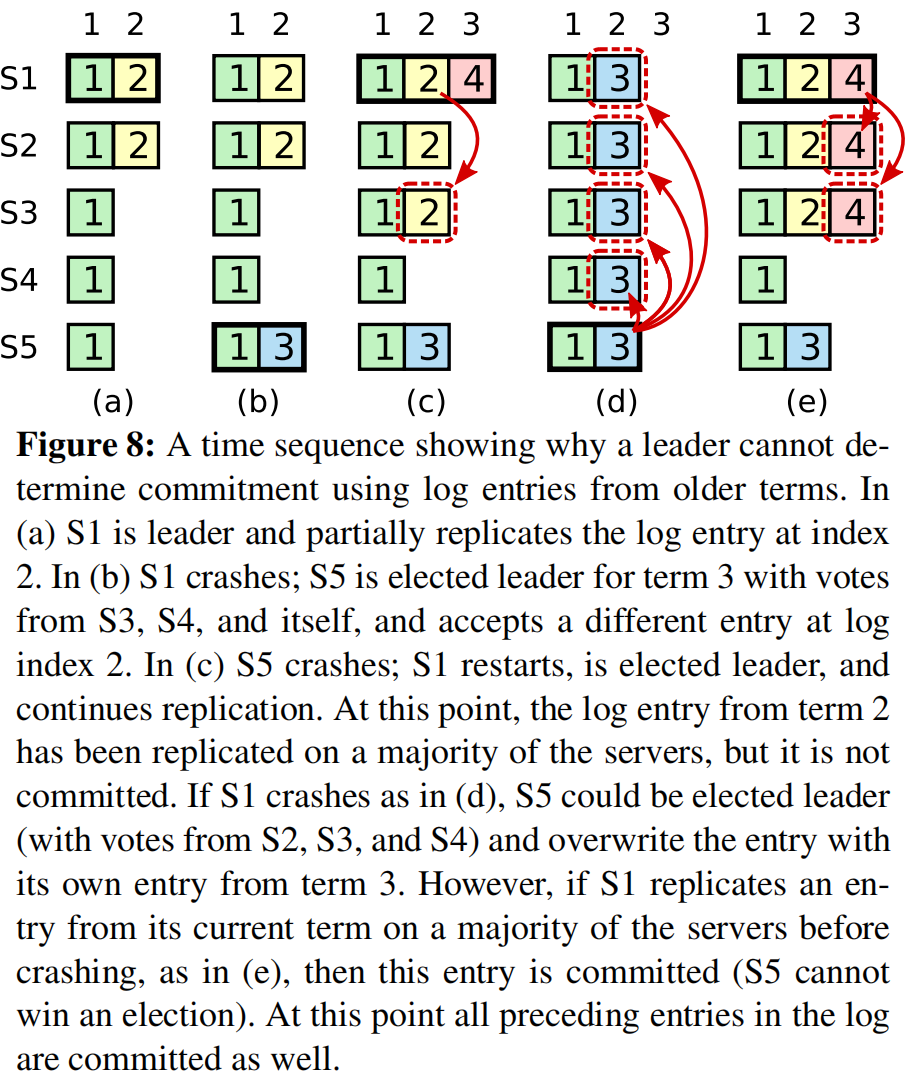 1 2 1 2 1 2 3 1 2 3 1 2 3
S1 1 2 1 2 1 2 4 1 3 1 2 4
S2 1 2 1 2 1 2 1 3 1 2 4
S3 1 1 1 2 1 3 1 2 4
S4 1 1 1 1 3 1
S5 1 1 3 1 3 1 3 1 3
(a) (b) (c) (d) (e)
Figure 8: A time sequence showing why a leader cannot de-
termine commitment using log entries from older terms. In
(a) S1 is leader and partially replicates the log entry at index
2. In (b) S1 crashes; S5 is elected leader for term 3 with votes
from S3, S4, and itself, and accepts a different entry at log
index 2. In (c) S5 crashes; S1 restarts, is elected leader, and
continues replication. At this point, the log entry from term 2
has been replicated on a majority of the servers, but it is not
committed. If S1 crashes as in (d), S5 could be elected leader
(with votes from S2, S3, and S4) and overwrite the entry with
its own entry from term 3. However, if S1 replicates an en-
try from its current term on a majority of the servers before
crashing, as in (e), then this entry is committed (S5 cannot
win an election). At this point all preceding entries in the log
are committed as well.